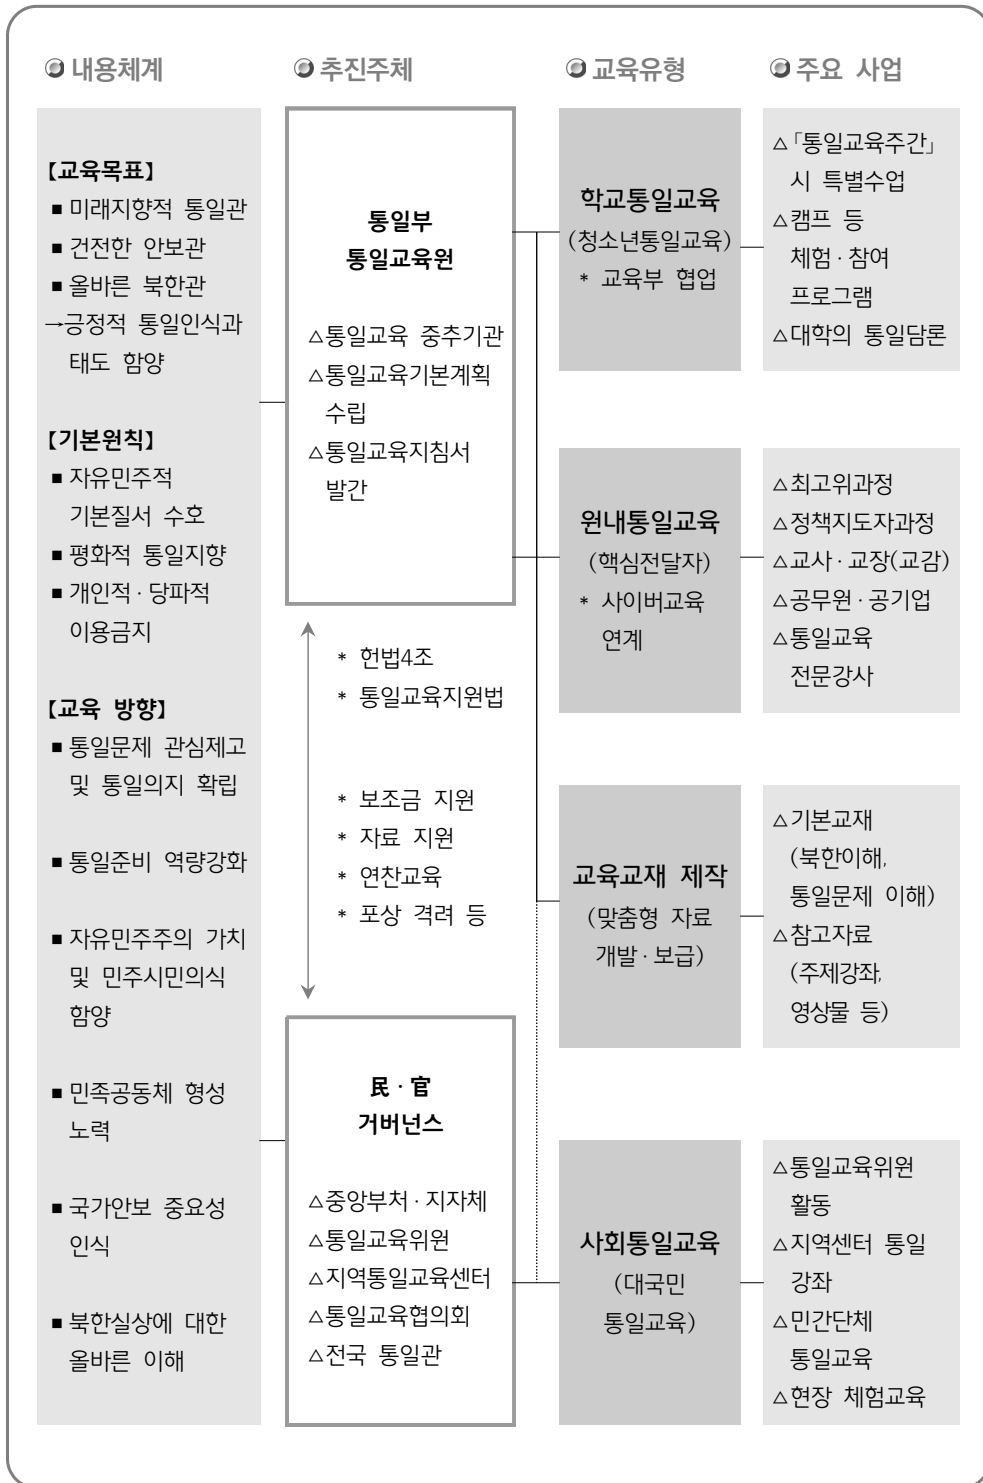 내용체계
추진주체
교육유형
주요 사업
【교육목표】
■ 미래지향적 통일관
■ 건전한 안보관
■ 올바른 북한관
→긍정적 통일인식과
태도 함양
【기본원칙】
■ 자유민주적
기본질서 수호
■ 평화적 통일지향
■ 개인적·당파적
이용금지
【교육 방향】
■ 통일문제 관심제고
및 통일의지 확립
■ 통일준비 역량강화
■ 자유민주주의 가치
및 민주시민의식
함양
■ 민족공동체 형성
노력
■ 국가안보 중요성
인식
■ 북한실상에 대한
올바른 이해
통일부
통일교육원
△통일교육 중추기관
△통일교육기본계획
수립
△통일교육지침서
발간
* 헌법4조
* 통일교육지원법
* 보조금 지원
* 자료 지원
* 연찬교육
* 포상 격려 등
民·官
거버넌스
△중앙부처·지자체
△통일교육위원
△지역통일교육센터
△통일교육협의회
△전국 통일관
학교통일교육
(청소년통일교육)
* 교육부 협업
원내통일교육
(핵심전달자)
* 사이버교육
연계
교육교재 제작
(맞춤형 자료
개발·보급)
사회통일교육
(대국민
통일교육)
△「통일교육주간」
시 특별수업
△캠프 등
체험·참여
프로그램
△대학의 통일담론
△최고위과정
△정책지도자과정
△교사·교장(교감)
△공무원·공기업
△통일교육
전문강사
△기본교재
(북한이해,
통일문제 이해)
△참고자료
(주제강좌,
영상물 등)
△통일교육위원
활동
△지역센터 통일
강좌
△민간단체
통일교육
△현장 체험교육